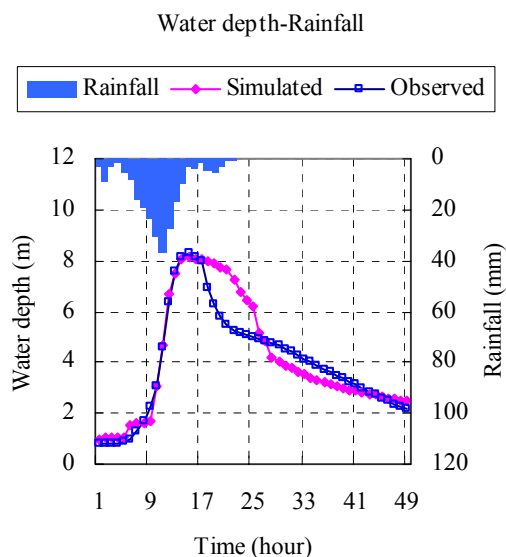 Water depth-Rainfall
Rainfall Simulated Observed
12 0
10 20
8 40
6 60
4 80
2 100
0 120
Water depth (m)
Rainfall (mm)
1 9 17 25 33 41 49
Time (hour)